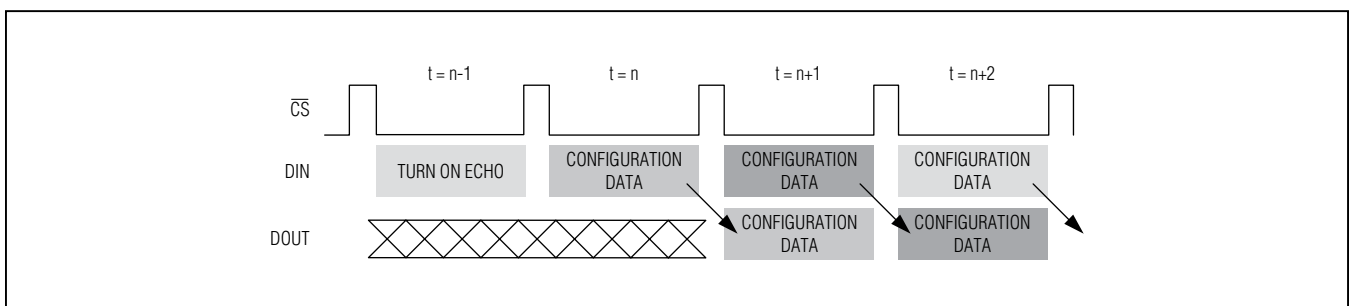 t = n-1 t = n t = n+1 t = n+2
CS
DIN TURN ON ECHO CONFIGURATION DATA CONFIGURATION DATA CONFIGURATION DATA
DOUT CONFIGURATION DATA CONFIGURATION DATA